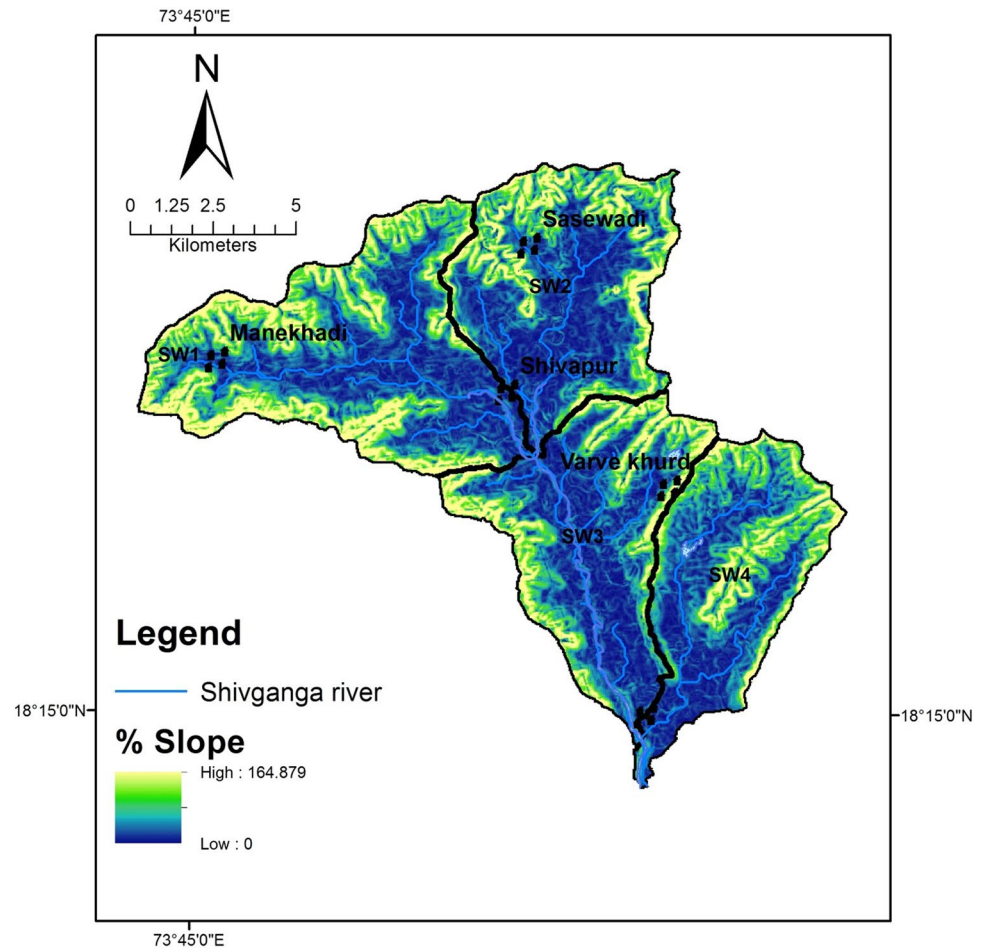 73°45'0"E
N
0 1.25 2.5 5
Kilometers
Sasewadi
SW2
Manekhadi
SW1
Shivapur
Varve khurd
SW3
SW4
Legend
Shivganga river
18°15'0"N
18°15'0"N
% Slope
High : 164.879
Low : 0
73°45'0"E